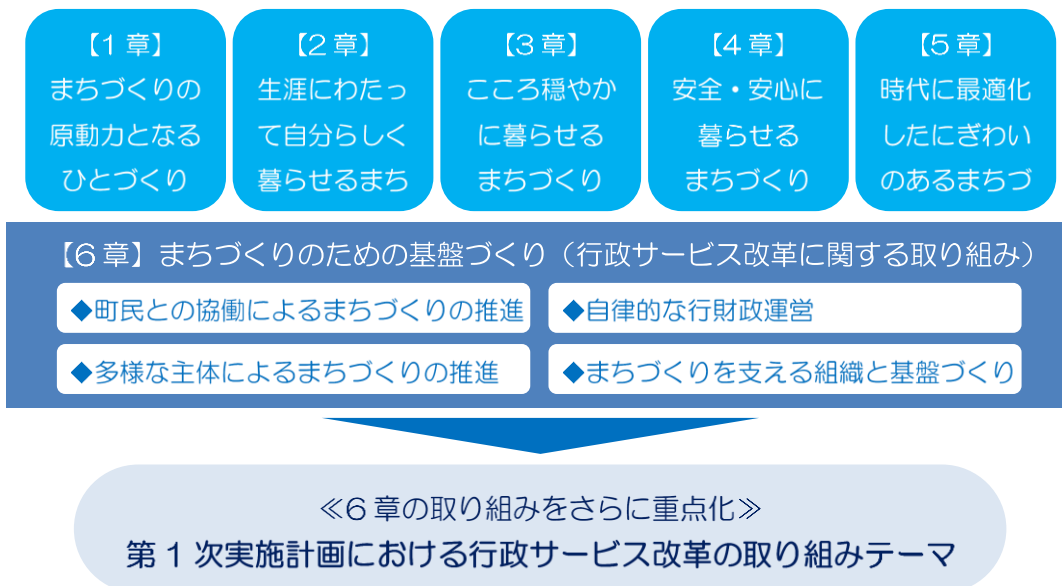 【1 章】
まちづくりの
原動力となる
ひとづくり
【2 章】
生涯にわたっ
て自分らしく
暮らせるまち
【3 章】
こころ穏やか
に暮らせる
まちづくり
【4 章】
安全・安心に
暮らせる
まちづくり
【5 章】
時代に最適化
したにぎわい
のあるまちづ
【6 章】まちづくりのための基盤づくり（行政サービス改革に関する取り組み）
◆町民との協働によるまちづくりの推進
◆自律的な行財政運営
◆多様な主体によるまちづくりの推進
◆まちづくりを支える組織と基盤づくり
≪6 章の取り組みをさらに重点化≫
第 1 次実施計画における行政サービス改革の取り組みテーマ